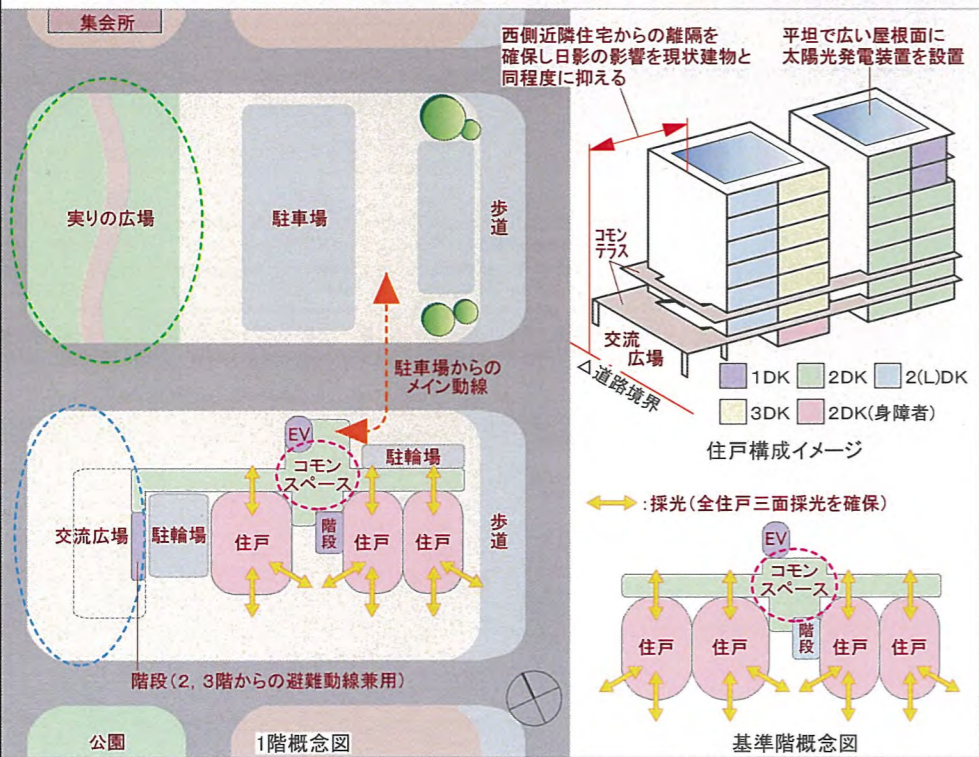 集会所
実りの広場
駐車場
歩道
駐車場からの
メイン動線
EV
コモン
スペース
駐輪場
交流広場
駐輪場
住戸
階段
住戸
住戸
歩道
階段(2, 3階からの避難動線兼用)
公園
1階概念図
西側近隣住宅からの離隔を
確保し日影の影響を現状建物と
同程度に抑える
平坦で広い屋根面に
太陽光発電装置を設置
コモン
テラス
交流
広場
△道路境界
1DK
2DK
2(L)DK
3DK
2DK(身障者)
住戸構成イメージ
:採光(全住戸三面採光を確保)
EV
コモン
スペース
階段
住戸
住戸
住戸
住戸
基準階概念図